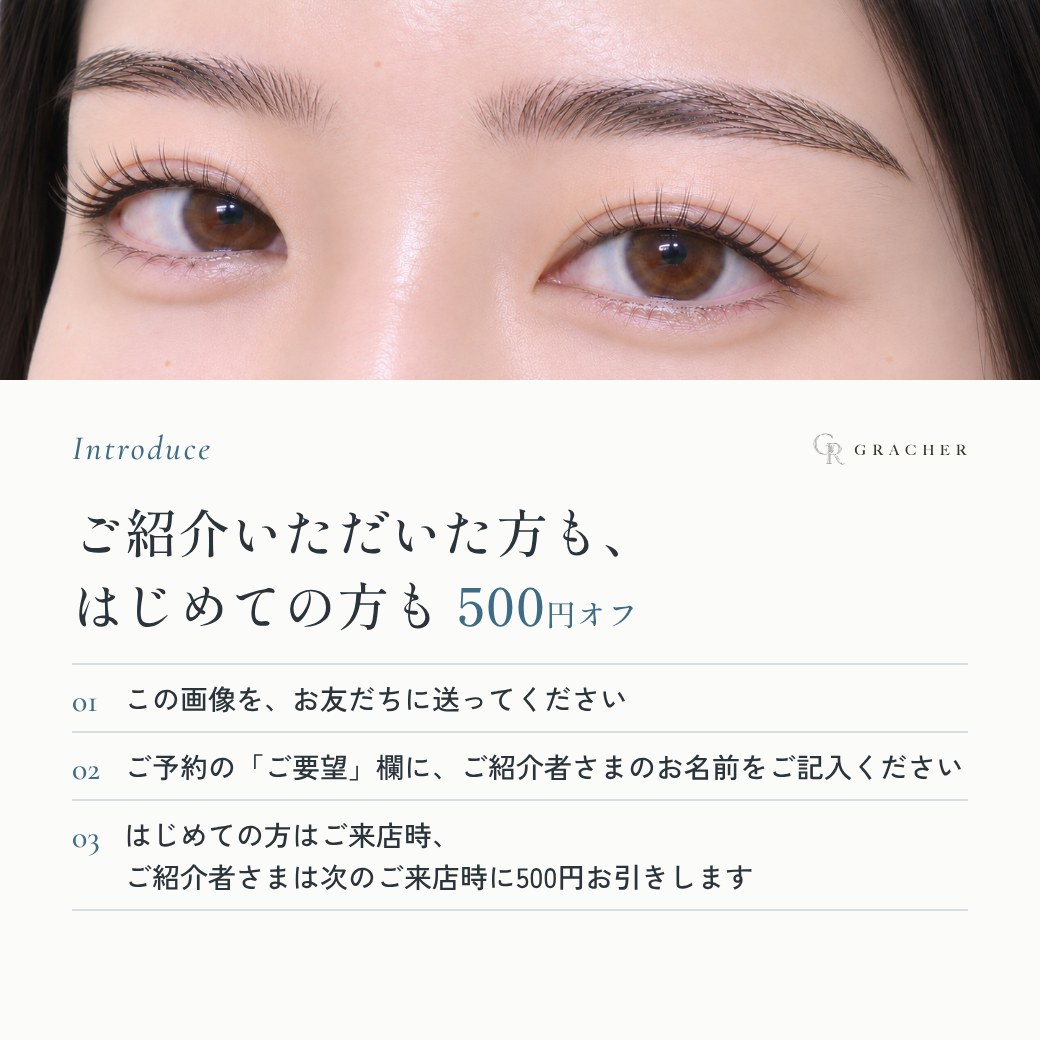 Introduce
GR GRACHER
ご紹介いただいた方も、
はじめての方も 500円オフ
01 この画像を、お友だちに送ってください
02 ご予約の「ご要望」欄に、ご紹介者さまのお名前をご記入ください
03 はじめての方はご来店時、
ご紹介者さまは次のご来店時に500円お引きします